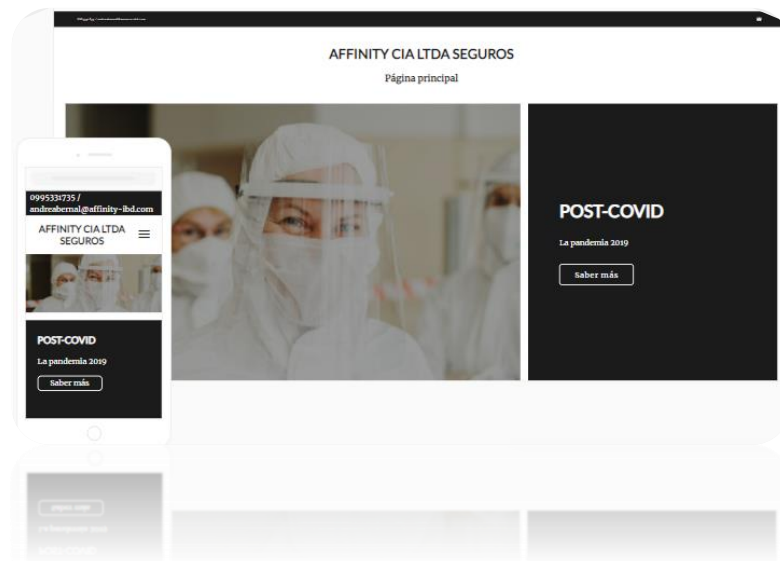 AFFINITY CIA LTDA SEGUROS
Página principal
POST-COVID
La pandemia 2019
Saber más
0995331735 /
andreabernal@affinity-ibd.com
AFFINITY CIA LTDA
SEGUROS
POST-COVID
La pandemia 2019
Saber más